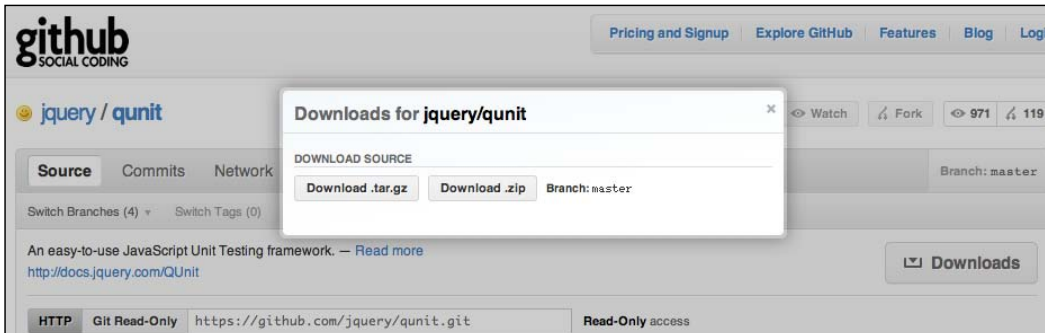 github
SOCIAL CODING
Pricing and Signup Explore GitHub Features Blog Logi
jquery / qunit
Watch Fork 971 119
Downloads for jquery/qunit ×
DOWNLOAD SOURCE
Download .tar.gz Download .zip Branch: master
Source Commits Network
Branch: master
Switch Branches (4) Switch Tags (0)
An easy-to-use JavaScript Unit Testing framework. — Read more
http://docs.jquery.com/QUnit
Downloads
HTTP Git Read-Only https://github.com/jquery/qunit.git Read-Only access